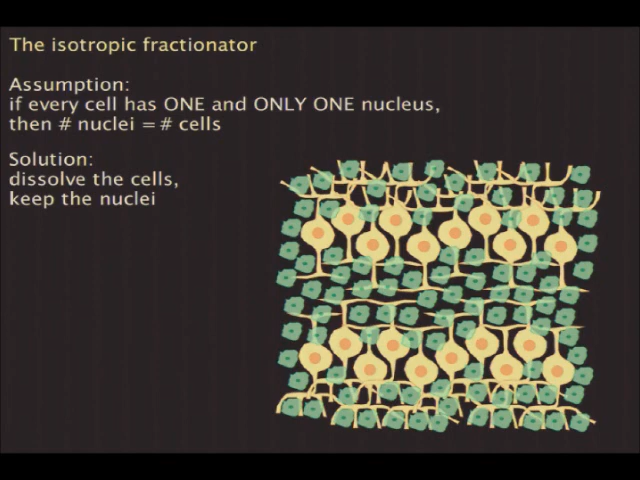 The isotropic fractionator
Assumption:
if every cell has ONE and ONLY ONE nucleus,
then # nuclei = # cells
Solution:
dissolve the cells,
keep the nuclei